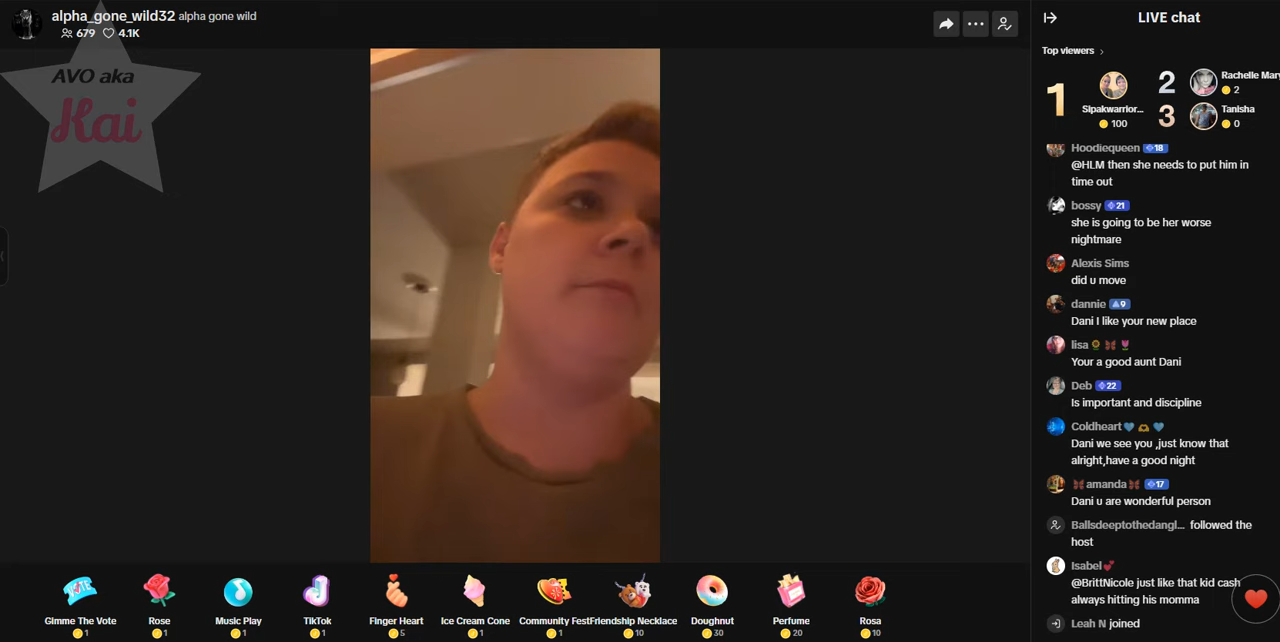 alpha_gone_wild32 alpha gone wild
679 4.1K
AVO aka
Kai
LIVE chat
Top viewers
1 Sipakwarrior... 100
2 Rachelle Mar 2
3 Tanisha 0
Hoodiequeen 18
@HLM then she needs to put him in
time out
bossy 21
she is going to be her worse
nightmare
Alexis Sims
did u move
dannie 9
Dani I like your new place
lisa
Your a good aunt Dani
Deb 22
Is important and discipline
Coldheart
Dani we see you ,just know that
alright,have a good night
amanda 17
Dani u are wonderful person
Ballsdeeptothedangl... followed the
host
Isabel
@BrittNicole just like that kid cash
always hitting his momma
Leah N joined
VOTE
Gimme The Vote Rose Music Play TikTok Finger Heart Ice Cream Cone Community Fest Friendship Necklace Doughnut Perfume Rosa
1 1 1 1 5 1 1 10 30 20 10